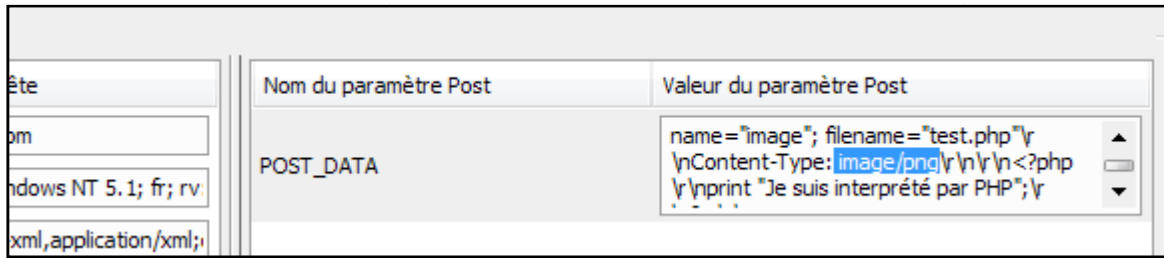 ête
Nom du paramètre Post
Valeur du paramètre Post
om
ndows NT 5.1; fr; rv:
xml,application/xml;
POST_DATA
name="image"; filename="test.php"\r
\nContent-Type: image/png\r\n\r\n<?php
\r\nprint "Je suis interprété par PHP";\r